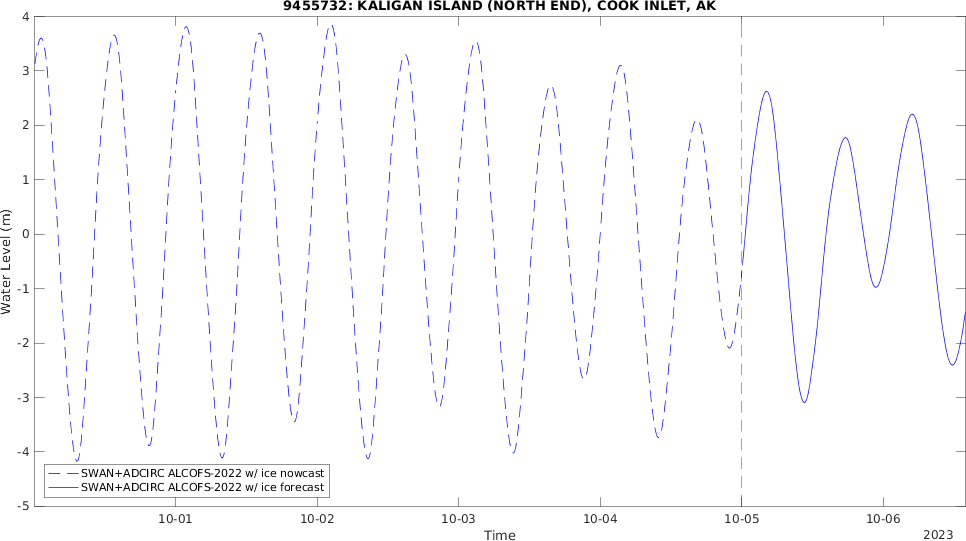 9455732: KALIGAN ISLAND (NORTH END), COOK INLET, AK
4
3
2
1
0
-1
-2
-3
-4
-5
Water Level (m)
SWAN+ADCIRC ALCOFS-2022 w/ ice nowcast
SWAN+ADCIRC ALCOFS-2022 w/ ice forecast
10-01 10-02 10-03 10-04 10-05 10-06
Time
2023